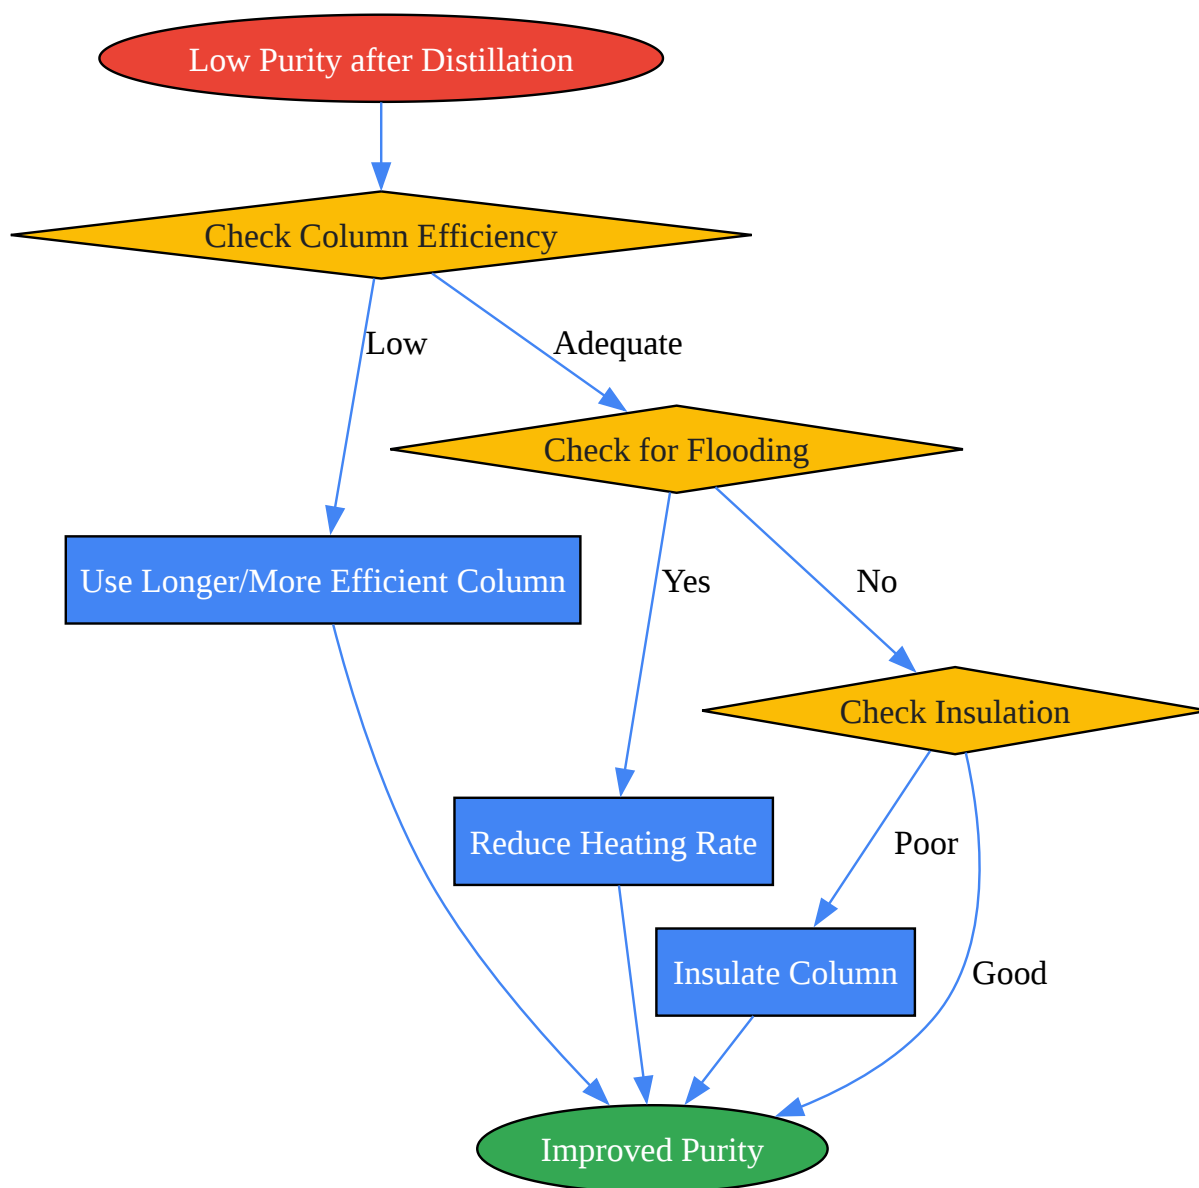 Low Purity after Distillation
Check Column Efficiency
Low
Adequate
Check for Flooding
Use Longer/More Efficient Column
Yes
No
Check Insulation
Reduce Heating Rate
Poor
Insulate Column
Good
Improved Purity